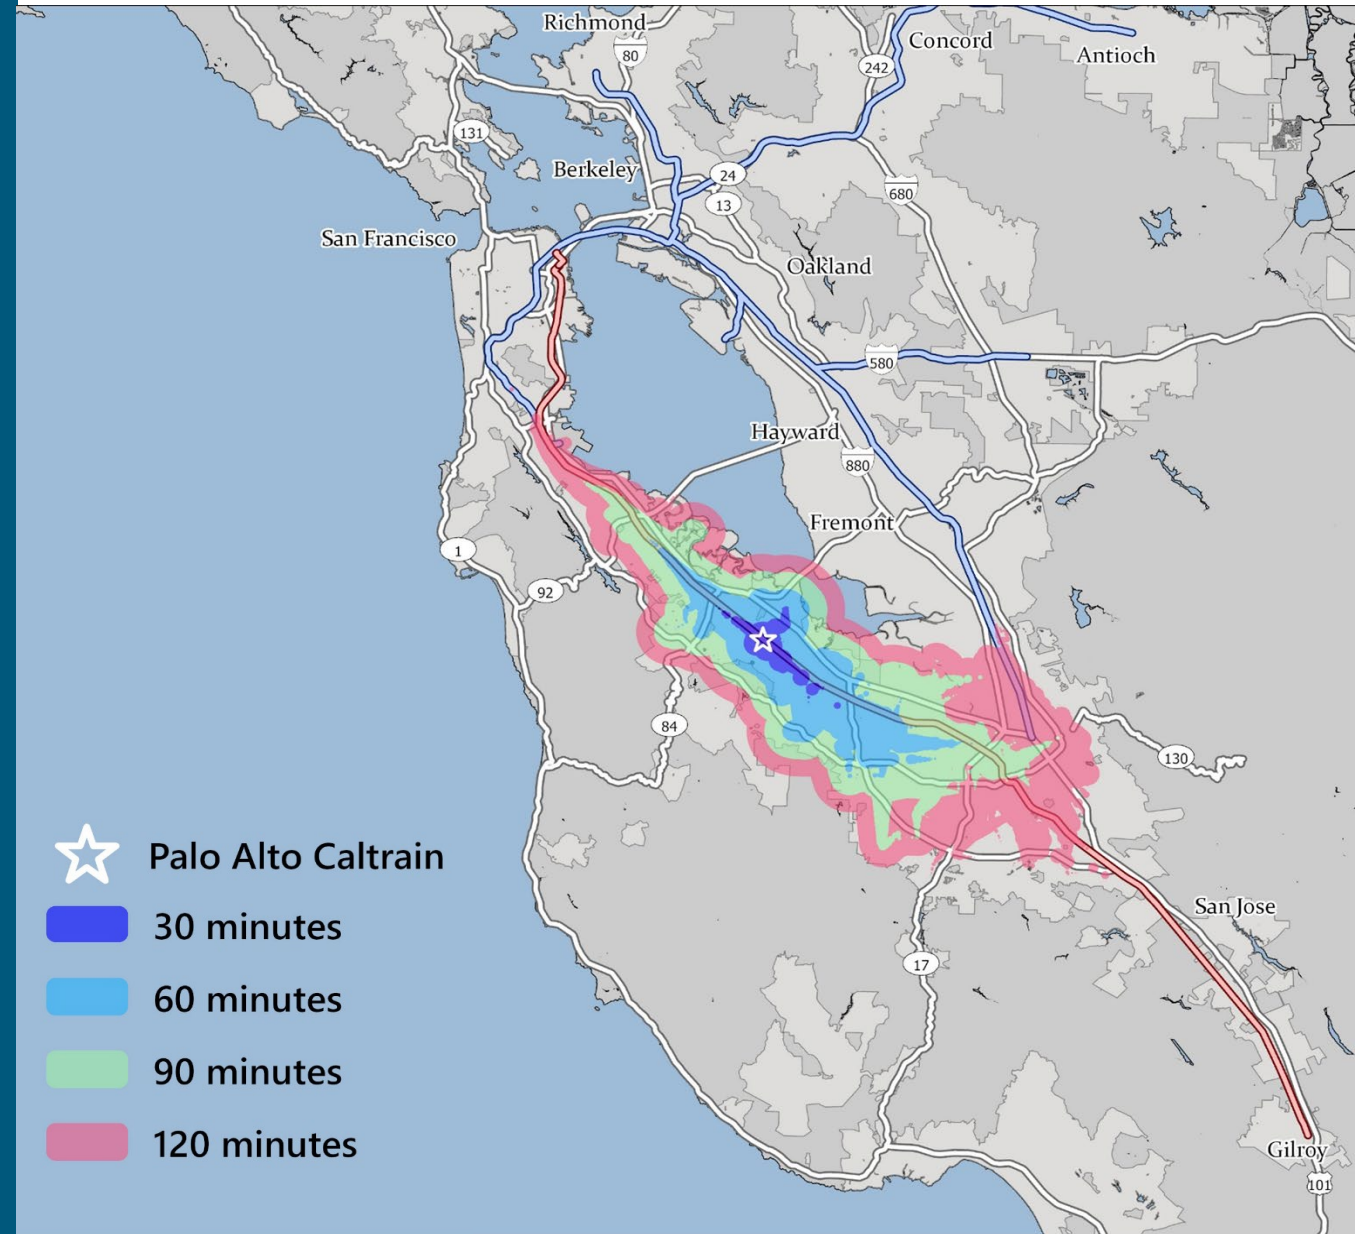 Richmond
80
Concord
242
Antioch
131
Berkeley
24
13
680
San Francisco
Oakland
580
Hayward
880
Fremont
1
92
84
130
Palo Alto Caltrain
30 minutes
San Jose
17
60 minutes
90 minutes
120 minutes
Gilroy
101